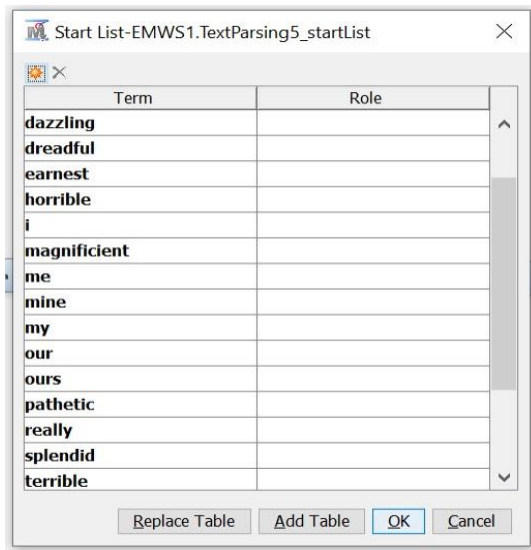 Start List-EMWS1.TextParsing5_startList
Term Role
dazzling
dreadful
earnest
horrible
i
magnificient
me
mine
my
our
ours
pathetic
really
splendid
terrible
Replace Table Add Table OK Cancel